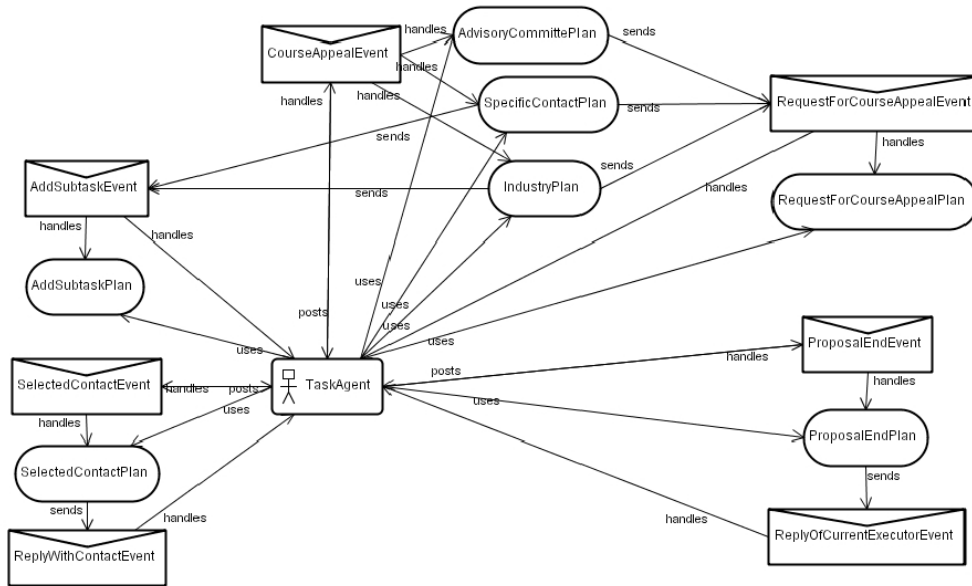 handles
AdvisoryCommittePlan
sends
CourseAppealEvent
handles
handles
handles
SpecificContactPlan
sends
RequestForCourseAppealEvent
sends
sends
handles
AddSubtaskEvent
sends
IndustryPlan
handles
RequestForCourseAppealPlan
handles
handles
AddSubtaskPlan
uses
uses
posts
uses
uses
uses
ProposalEndEvent
handles
SelectedContactEvent
handles
posts
TaskAgent
posts
handles
uses
handles
uses
ProposalEndPlan
SelectedContactPlan
sends
sends
handles
handles
ReplyOfCurrentExecutorEvent
ReplyWithContactEvent